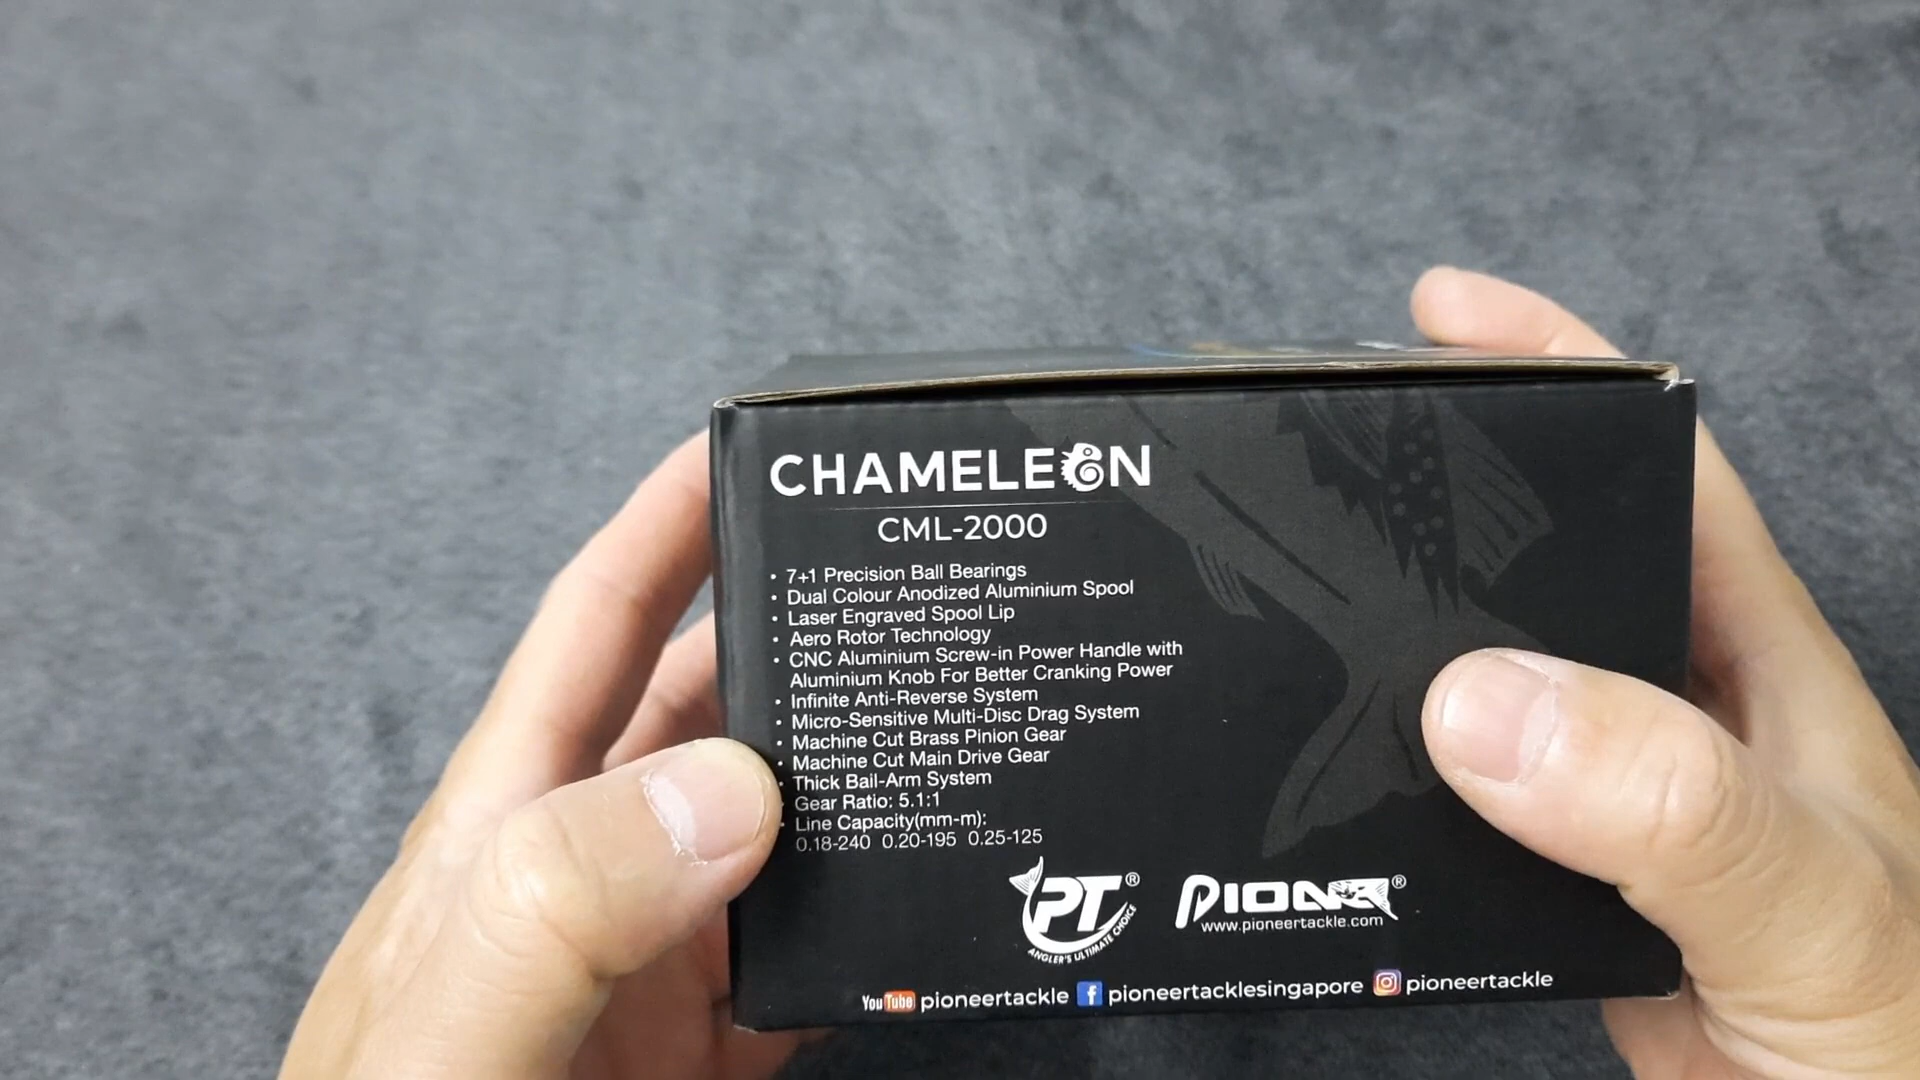 CHAMELEON
CML-2000
• 7+1 Precision Ball Bearings
• Dual Colour Anodized Aluminium Spool
• Laser Engraved Spool Lip
• Aero Rotor Technology
• CNC Aluminium Screw-in Power Handle with
Aluminium Knob For Better Cranking Power
• Infinite Anti-Reverse System
• Micro-Sensitive Multi-Disc Drag System
• Machine Cut Brass Pinion Gear
• Machine Cut Main Drive Gear
• Thick Bail-Arm System
• Gear Ratio: 5.1:1
• Line Capacity(mm-m):
0.18-240 0.20-195 0.25-125
PT®
ANGLER'S ULTIMATE CHOICE
PIONEER®
www.pioneertackle.com
YouTube pioneertackle f pioneertacklesingapore pioneertackle